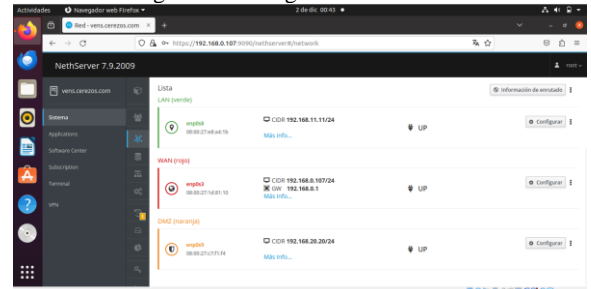 Actividades
Navegador web Firefox
2 de dic 00:43
Red - vens.cerezos.com
https://192.168.0.107:9090/nethserver#/network
NethServer 7.9.2009
root
vens.cerezos.com
Sistema
Applications
Software Center
Subscription
Terminal
VPN
Lista
Información de enrutado
LAN (verde)
CIDR 192.168.11.11/24
Más info...
UP
Configurar
WAN (rojo)
enp0s3
CIDR 192.168.0.107/24
GW 192.168.0.1
Más info...
UP
Configurar
DMZ (naranja)
CIDR 192.168.20.20/24
Más info...
UP
Configurar